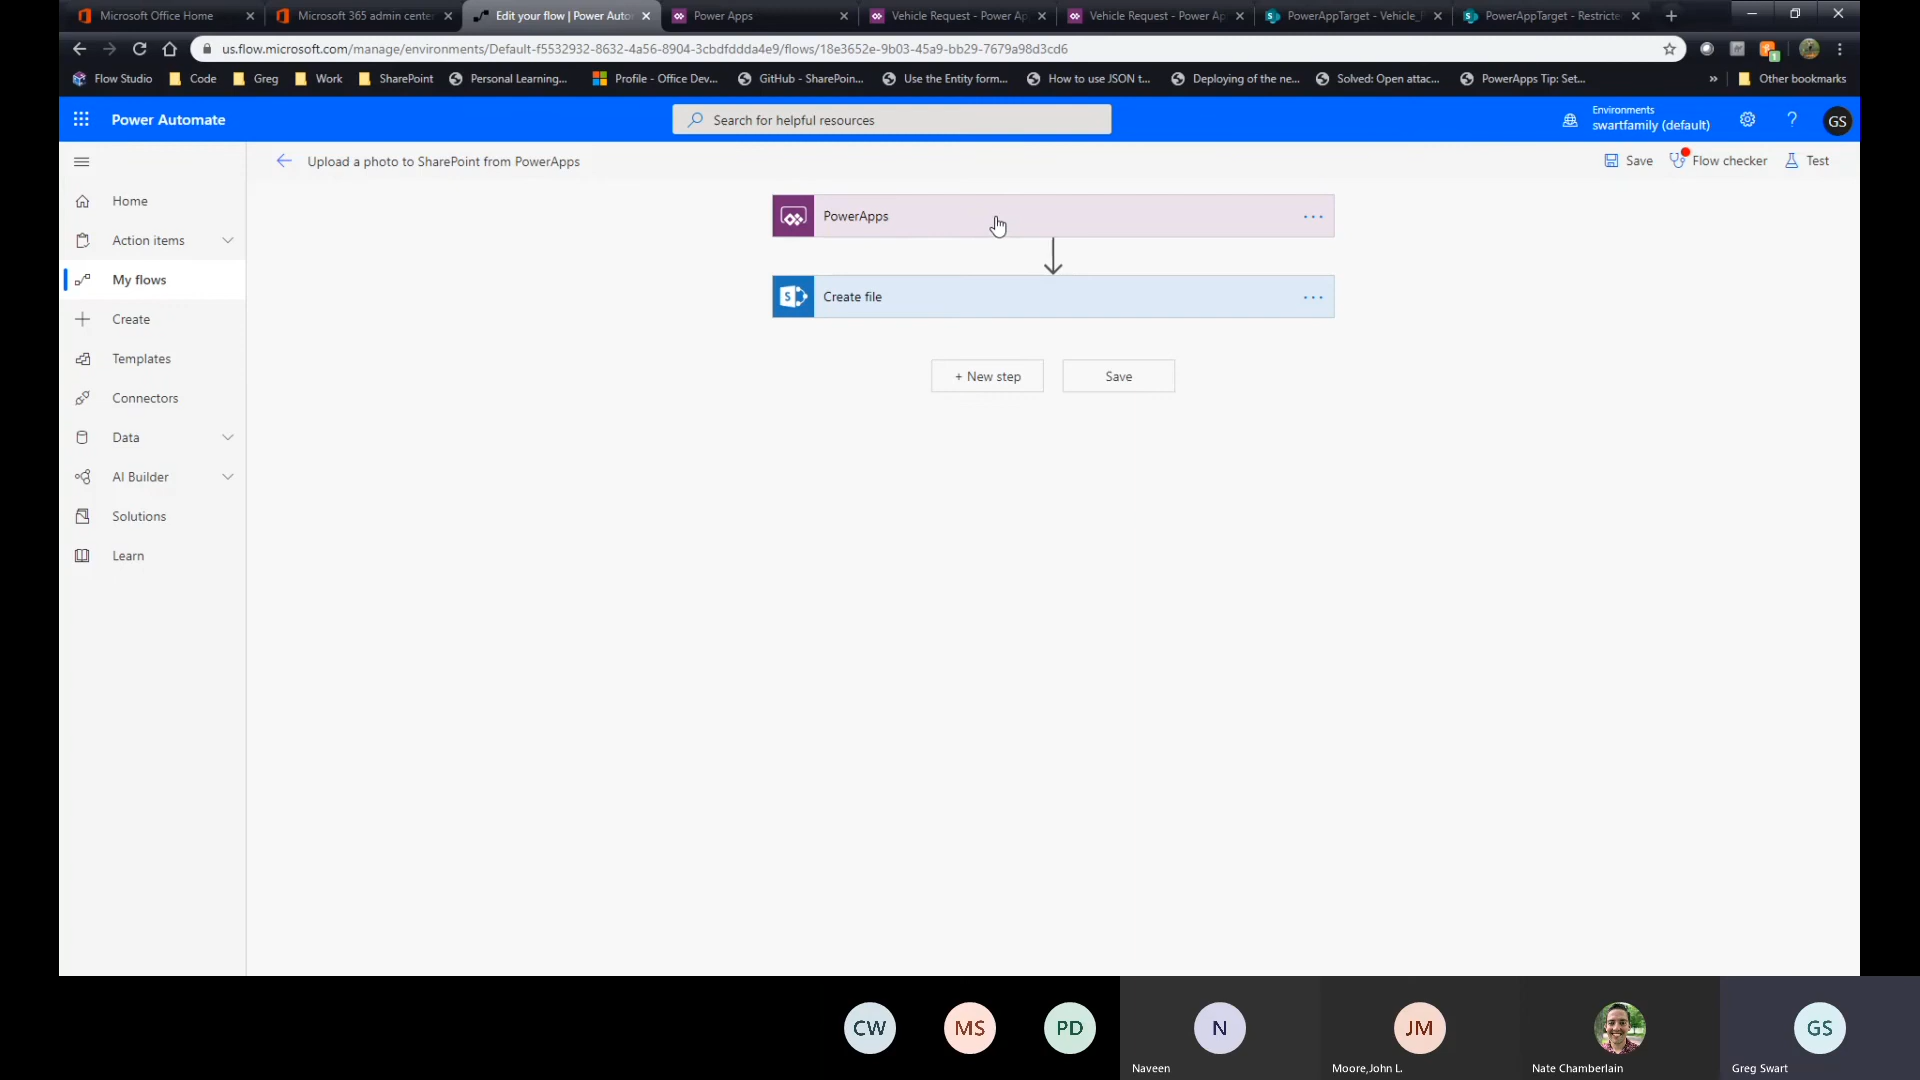 Microsoft Office Home
Microsoft 365 admin center
Edit your flow | Power Auto
Power Apps
Vehicle Request - Power Ap
Vehicle Request - Power Ap
PowerAppTarget - Vehicle_
PowerAppTarget - Restricte
us.flow.microsoft.com/manage/environments/Default-f5532932-8632-4a56-8904-3cbdfddda4e9/flows/18e3652e-9b03-45a9-bb29-7679a98d3cd6
Flow Studio
Code
Greg
Work
SharePoint
Personal Learning...
Profile - Office Dev...
GitHub - SharePoin...
Use the Entity form...
How to use JSON t...
Deploying of the ne...
Solved: Open attac...
PowerApps Tip: Set...
»
Other bookmarks
Power Automate
Search for helpful resources
Environments
swartfamily (default)
?
GS
Upload a photo to SharePoint from PowerApps
Save
Flow checker
Test
Home
Action items
My flows
Create
Templates
Connectors
Data
AI Builder
Solutions
Learn
PowerApps
...
Create file
...
+ New step
Save
CW
MS
PD
N
JM
GS
Naveen
Moore,John L.
Nate Chamberlain
Greg Swart